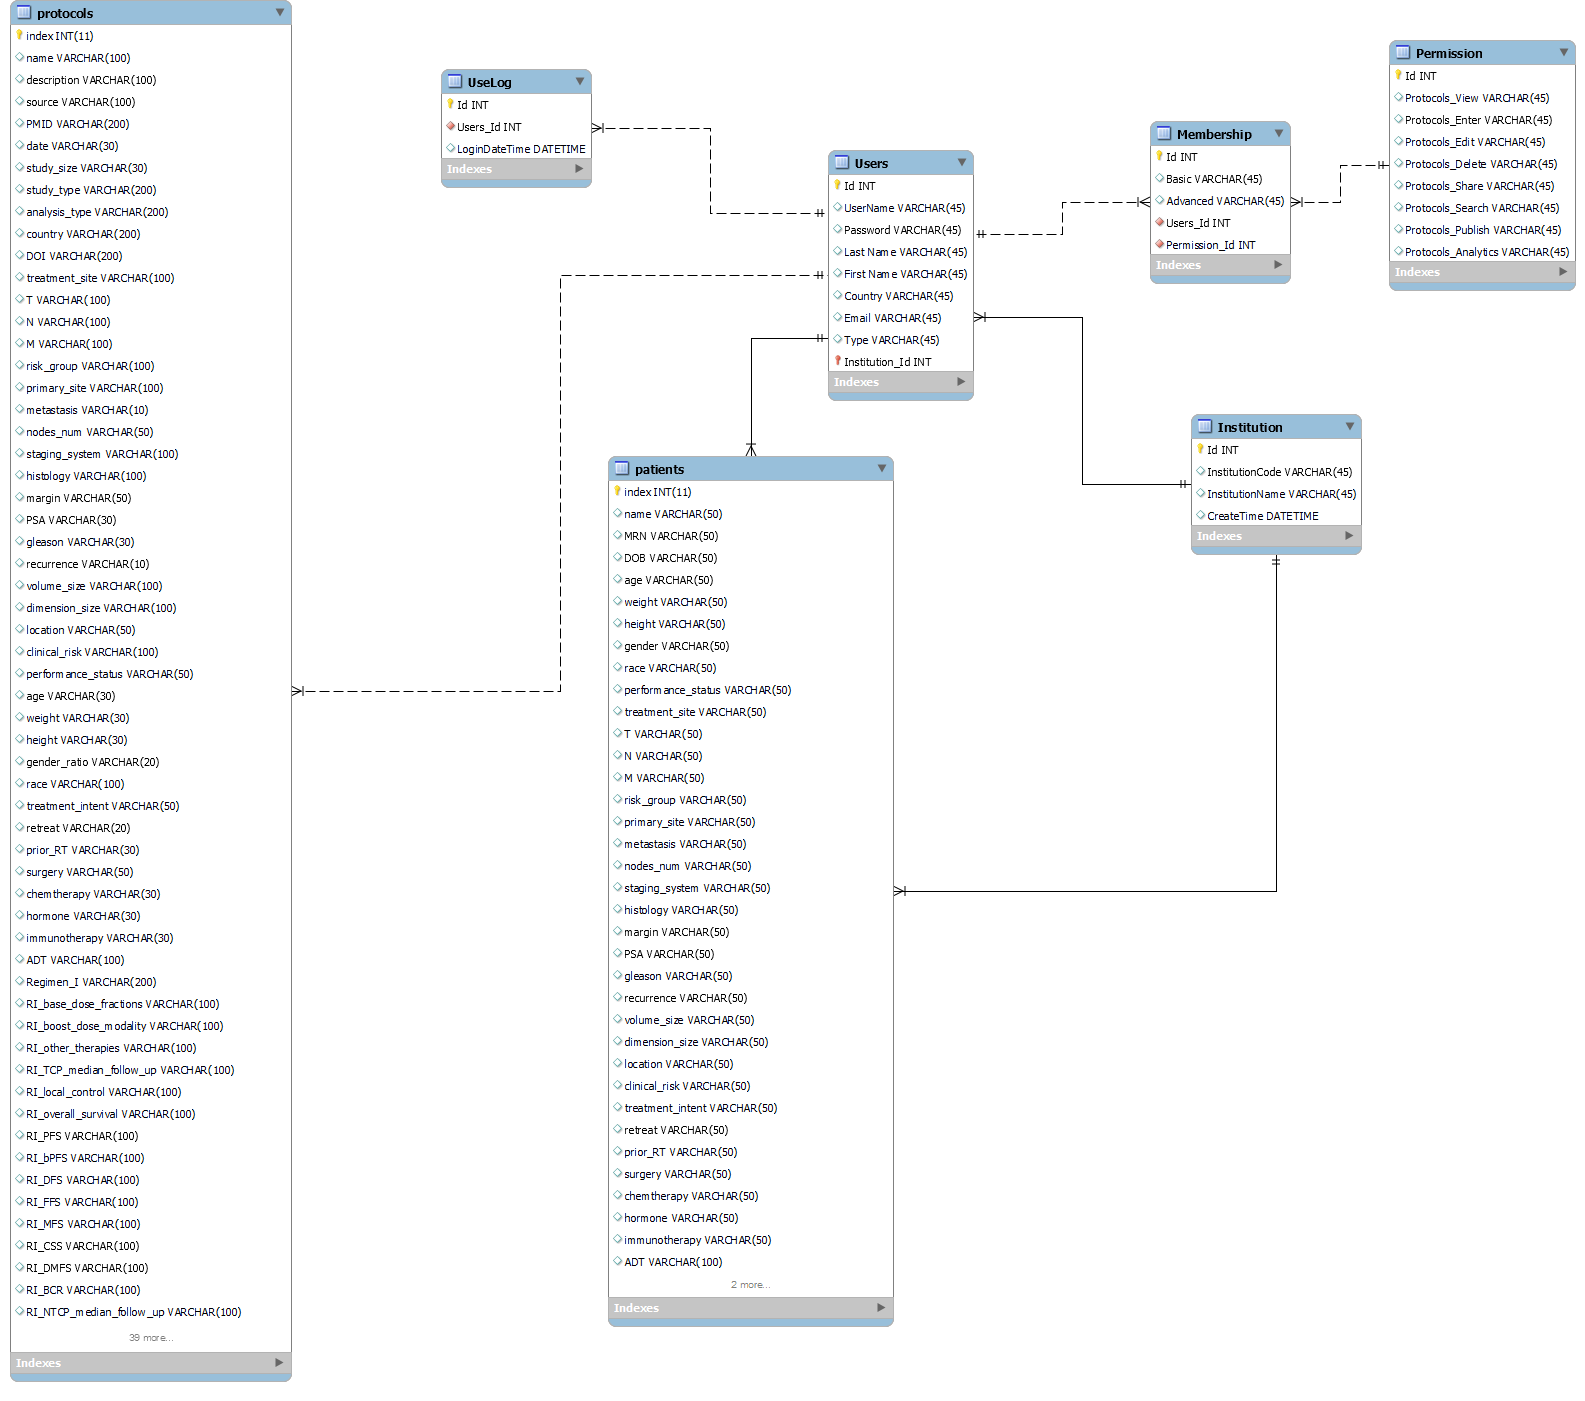 protocols
index INT(11)
name VARCHAR(100)
description VARCHAR(100)
source VARCHAR(100)
PMID VARCHAR(200)
date VARCHAR(30)
study_size VARCHAR(30)
study_type VARCHAR(200)
analysis_type VARCHAR(200)
country VARCHAR(200)
DOI VARCHAR(200)
treatment_site VARCHAR(100)
T VARCHAR(100)
N VARCHAR(100)
M VARCHAR(100)
risk_group VARCHAR(100)
primary_site VARCHAR(100)
metastasis VARCHAR(10)
nodes_num VARCHAR(50)
staging_system VARCHAR(100)
histology VARCHAR(100)
margin VARCHAR(50)
PSA VARCHAR(30)
gleason VARCHAR(30)
recurrence VARCHAR(10)
volume_size VARCHAR(100)
dimension_size VARCHAR(100)
location VARCHAR(50)
clinical_risk VARCHAR(100)
performance_status VARCHAR(50)
age VARCHAR(30)
weight VARCHAR(30)
height VARCHAR(30)
gender_ratio VARCHAR(20)
race VARCHAR(100)
treatment_intent VARCHAR(50)
retreat VARCHAR(20)
prior_RT VARCHAR(30)
surgery VARCHAR(50)
chemtherapy VARCHAR(30)
hormone VARCHAR(30)
immunotherapy VARCHAR(30)
ADT VARCHAR(100)
Regimen_I VARCHAR(200)
RI_base_dose_fractions VARCHAR(100)
RI_boost_dose_modality VARCHAR(100)
RI_other_therapies VARCHAR(100)
RI_TCP_median_follow_up VARCHAR(100)
RI_local_control VARCHAR(100)
RI_overall_survival VARCHAR(100)
RI_PFS VARCHAR(100)
RI_bPFS VARCHAR(100)
RI_DFS VARCHAR(100)
RI_FFS VARCHAR(100)
RI_MFS VARCHAR(100)
RI_CSS VARCHAR(100)
RI_DMFS VARCHAR(100)
RI_BCR VARCHAR(100)
RI_NTCP_median_follow_up VARCHAR(100)
39 more...
Indexes
UseLog
Id INT
Users_Id INT
LoginDateTime DATETIME
Indexes
Users
Id INT
UserName VARCHAR(45)
Password VARCHAR(45)
Last Name VARCHAR(45)
First Name VARCHAR(45)
Country VARCHAR(45)
Email VARCHAR(45)
Type VARCHAR(45)
Institution_Id INT
Indexes
Membership
Id INT
Basic VARCHAR(45)
Advanced VARCHAR(45)
Users_Id INT
Permission_Id INT
Indexes
Permission
Id INT
Protocols_View VARCHAR(45)
Protocols_Enter VARCHAR(45)
Protocols_Edit VARCHAR(45)
Protocols_Delete VARCHAR(45)
Protocols_Share VARCHAR(45)
Protocols_Search VARCHAR(45)
Protocols_Publish VARCHAR(45)
Protocols_Analytics VARCHAR(45)
Indexes
Institution
Id INT
InstitutionCode VARCHAR(45)
InstitutionName VARCHAR(45)
CreateTime DATETIME
Indexes
patients
index INT(11)
name VARCHAR(50)
MRN VARCHAR(50)
DOB VARCHAR(50)
age VARCHAR(50)
weight VARCHAR(50)
height VARCHAR(50)
gender VARCHAR(50)
race VARCHAR(50)
performance_status VARCHAR(50)
treatment_site VARCHAR(50)
T VARCHAR(50)
N VARCHAR(50)
M VARCHAR(50)
risk_group VARCHAR(50)
primary_site VARCHAR(50)
metastasis VARCHAR(50)
nodes_num VARCHAR(50)
staging_system VARCHAR(50)
histology VARCHAR(50)
margin VARCHAR(50)
PSA VARCHAR(50)
gleason VARCHAR(50)
recurrence VARCHAR(50)
volume_size VARCHAR(50)
dimension_size VARCHAR(50)
location VARCHAR(50)
clinical_risk VARCHAR(50)
treatment_intent VARCHAR(50)
retreat VARCHAR(50)
prior_RT VARCHAR(50)
surgery VARCHAR(50)
chemtherapy VARCHAR(50)
hormone VARCHAR(50)
immunotherapy VARCHAR(50)
ADT VARCHAR(100)
2 more...
Indexes